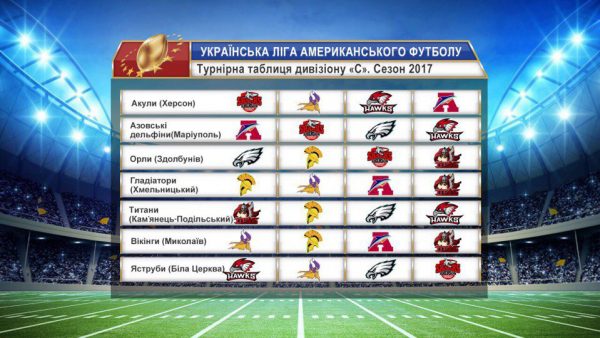 УКРАЇНСЬКА ЛІГА АМЕРИКАНСЬКОГО ФУТБОЛУ
Турнірна таблиця дивізіону «С». Сезон 2017
Акули (Херсон)
HAWKS
Азовські
дельфіни(Маріуполь)
HAWKS
Орли (Здолбунів)
Гладіатори
(Хмельницький)
Титани
(Кам'янець-Подільський)
HAWKS
Вікінги (Миколаїв)
Яструби (Біла Церква)
HAWKS